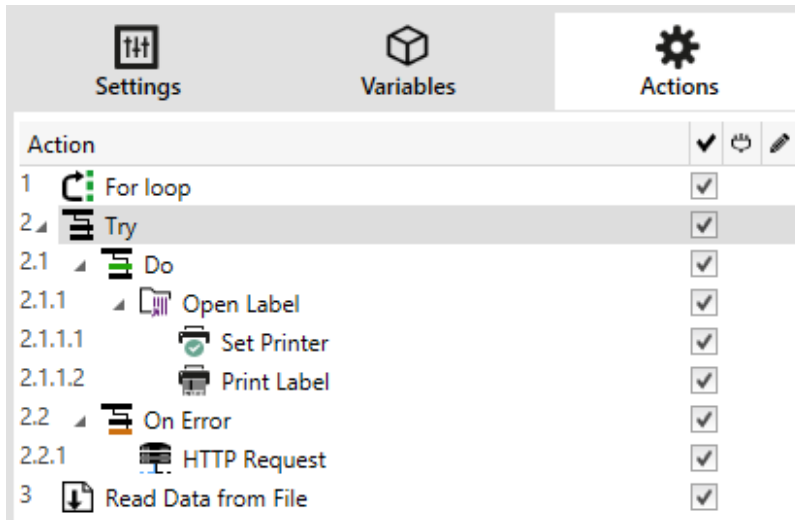 Settings Variables Actions
Action
1 For loop
2 Try
2.1 Do
2.1.1 Open Label
2.1.1.1 Set Printer
2.1.1.2 Print Label
2.2 On Error
2.2.1 HTTP Request
3 Read Data from File